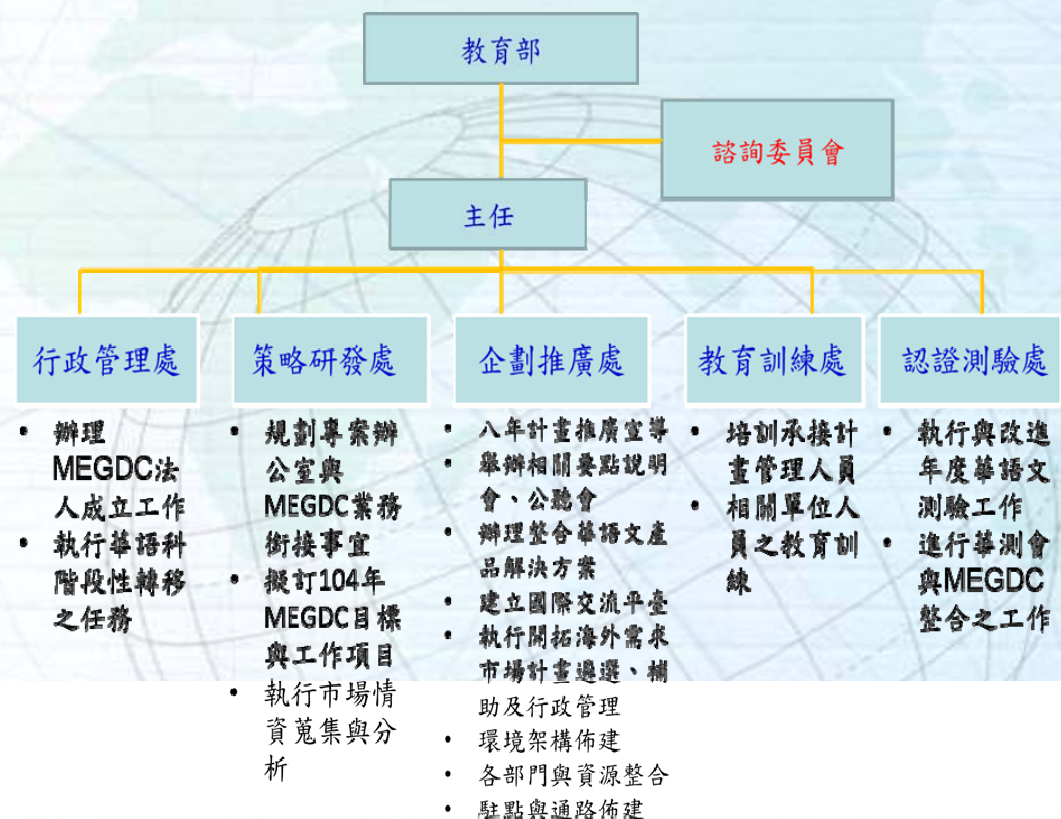 教育部
諮詢委員會
主任
行政管理處
• 辦理
MEGDC法
人成立工作
• 執行華語科
階段性轉移
之任務
策略研發處
• 規劃專案辦
公室與
MEGDC業務
銜接事宜
• 擬訂104年
MEGDC目標
與工作項目
• 執行市場情
資蒐集與分
析
企劃推廣處
• 八年計畫推廣宣導
• 舉辦相關要點說明
會、公聽會
• 辦理整合華語文產
品解決方案
• 建立國際交流平臺
• 執行開拓海外需求
市場計畫遴選、補
助及行政管理
• 環境架構佈建
• 各部門與資源整合
• 駐點與通路佈建
教育訓練處
• 培訓承接計
畫管理人員
• 相關單位人
員之教育訓
練
認證測驗處
• 執行與改進
年度華語文
測驗工作
• 進行華測會
與MEGDC
整合之工作